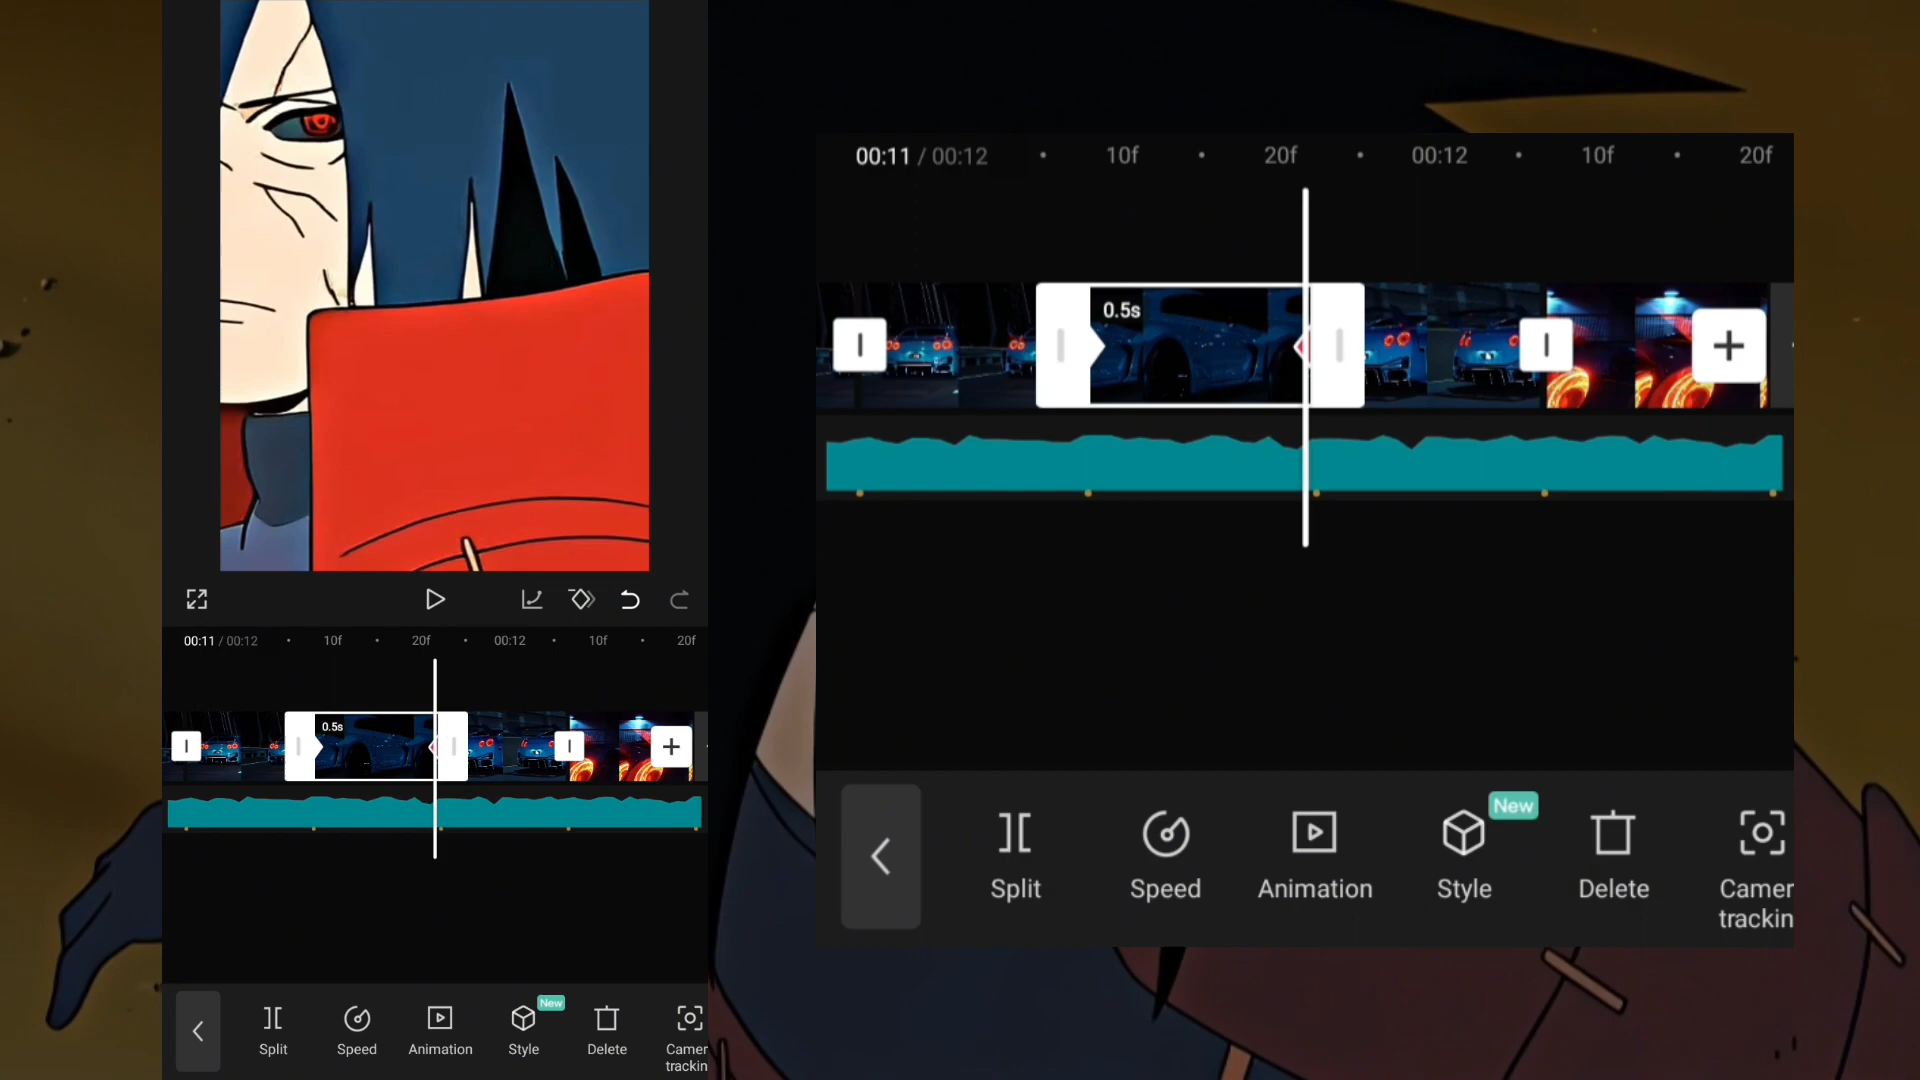 00:11 / 00:12 10f 20f 00:12 10f 20f
0.5s
Split Speed Animation Style New Delete Camer
trackin
00:11 / 00:12 10f 20f 00:12 10f 20f
0.5s
New
Split Speed Animation Style Delete Camer
trackin